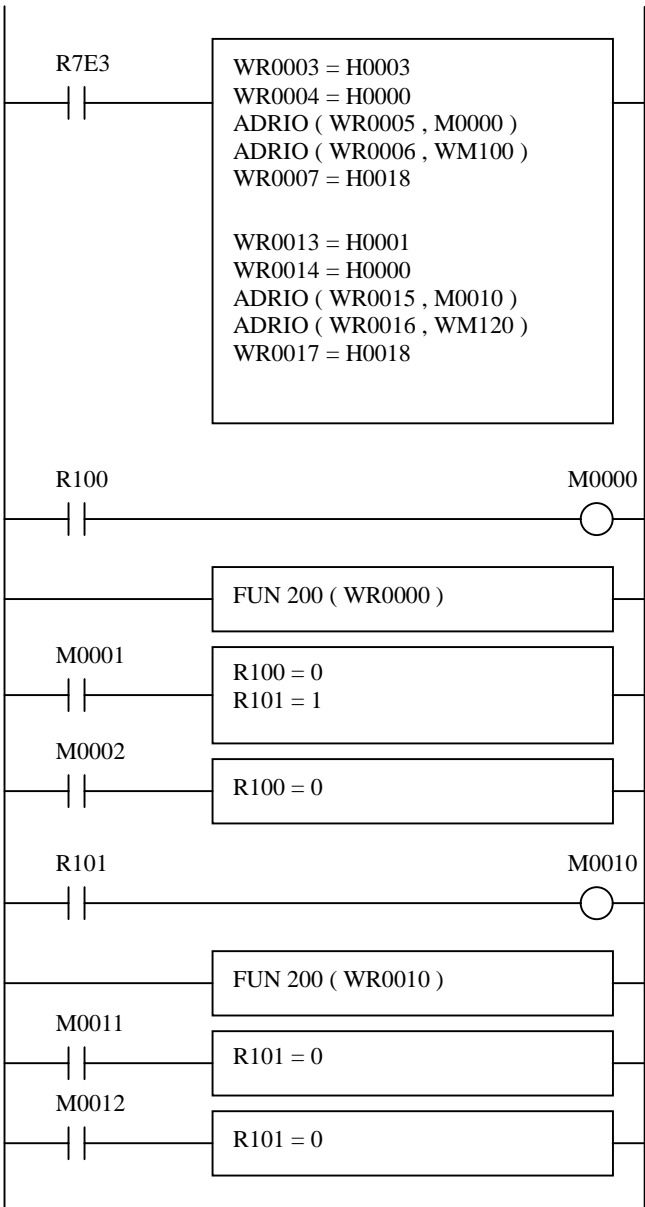 R7E3
WR0003 = H0003
WR0004 = H0000
ADRIO ( WR0005 , M0000 )
ADRIO ( WR0006 , WM100 )
WR0007 = H0018
WR0013 = H0001
WR0014 = H0000
ADRIO ( WR0015 , M0010 )
ADRIO ( WR0016 , WM120 )
WR0017 = H0018
R100 M0000
FUN 200 ( WR0000 )
M0001
R100 = 0
R101 = 1
M0002
R100 = 0
R101 M0010
FUN 200 ( WR0010 )
M0011
R101 = 0
M0012
R101 = 0